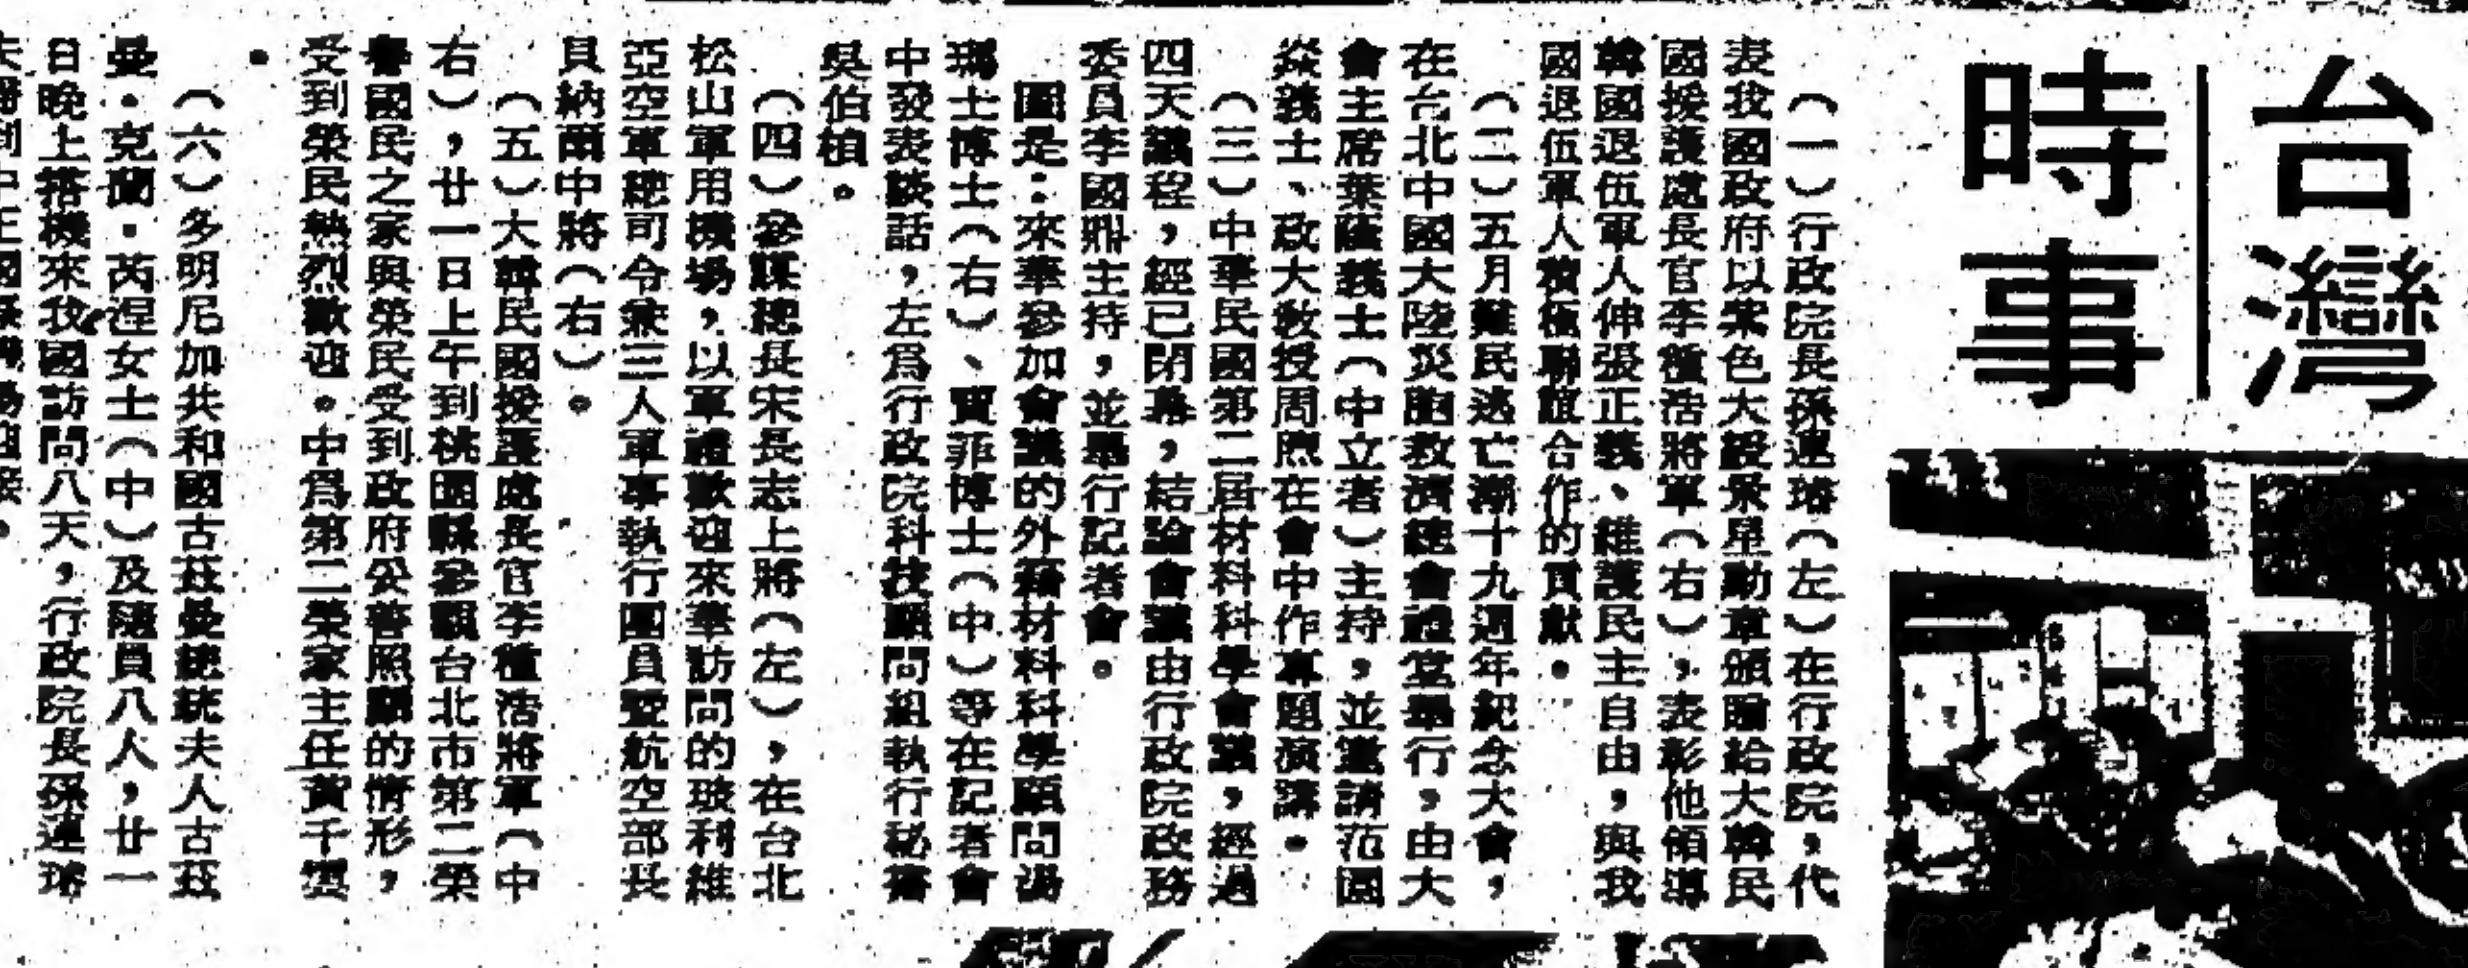 台灣
時事
（一）行政院長孫運璿（左）在行政院，代
表我國政府以紫色大綬景星勳章頒贈給大韓民
國援護處長官李權浩將軍（右），表彰他領導
韓國退伍軍人伸張正義、維護民主自由，與我
國退伍軍人積極聯誼合作的貢獻。
（二）五月難民逃亡潮十九週年紀念大會，
在台北中國大陸災胞救濟總會禮堂舉行，由大
會主席葉蔭義士（中立者）主持，並邀請范園
焱義士、政大教授周煦在會中作專題演講。
（三）中華民國第二屆材料科學會議，經過
四天議程，經已閉幕，結論會議由行政院政務
委員李國鼎主持，並舉行記者會。
圖是：來華參加會議的外籍材料科學顧問湯
瑪士博士（右）、賈菲博士（中）等在記者會
中發表談話，左爲行政院科技顧問組執行秘書
吳伯楨。
（四）參謀總長宋長志上將（左），在台北
松山軍用機場，以軍禮歡迎來華訪問的玻利維
亞空軍總司令兼三人軍事執行團員暨航空部長
貝納爾中將（右）。
（五）大韓民國援護處長官李權浩將軍（中
右），廿一日上午到桃園縣參觀台北市第二榮
譽國民之家與榮民受到政府妥善照顧的情形，
受到榮民熱烈歡迎。中爲第二榮家主任黃千雲
。
（六）多明尼加共和國古茲曼總統夫人古茲
曼．克蘭．芮涅女士（中）及隨員八人，廿一
日晚上搭機來我國訪問八天，行政院長孫運璿
夫婦到中正國際機場迎接。